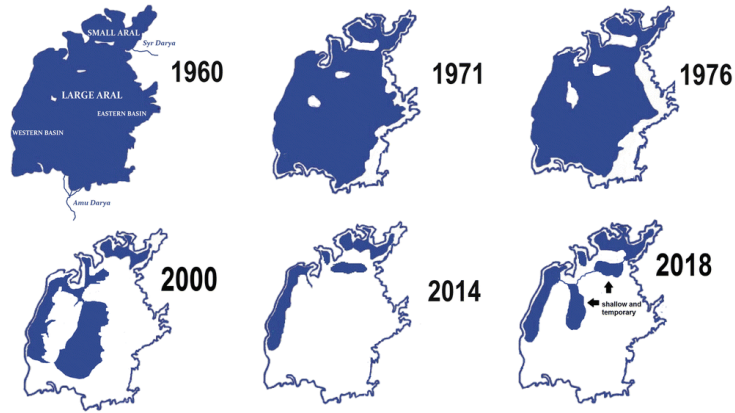 SMALL ARAL
Syr Darya
1960
LARGE ARAL
EASTERN BASIN
WESTERN BASIN
Amu Darya
1971
1976
2000
2014
2018
shallow and
temporary